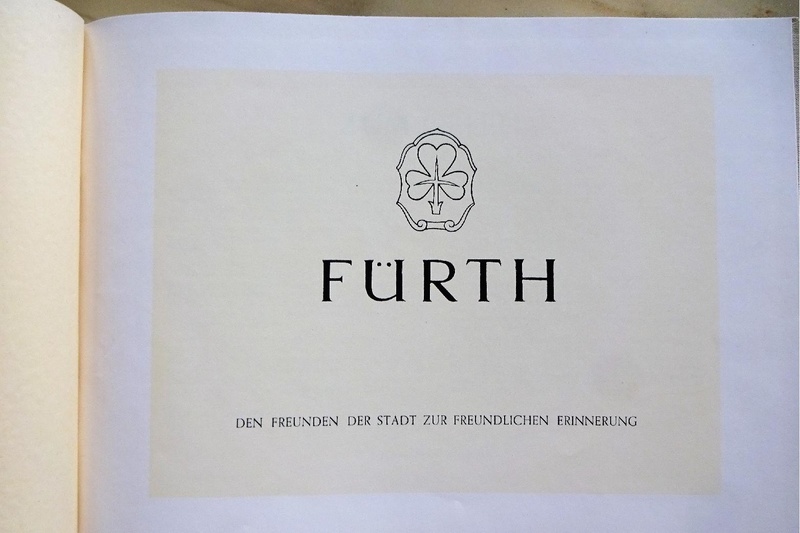 FÜRTH
DEN FREUNDEN DER STADT ZUR FREUNDLICHEN ERINNERUNG